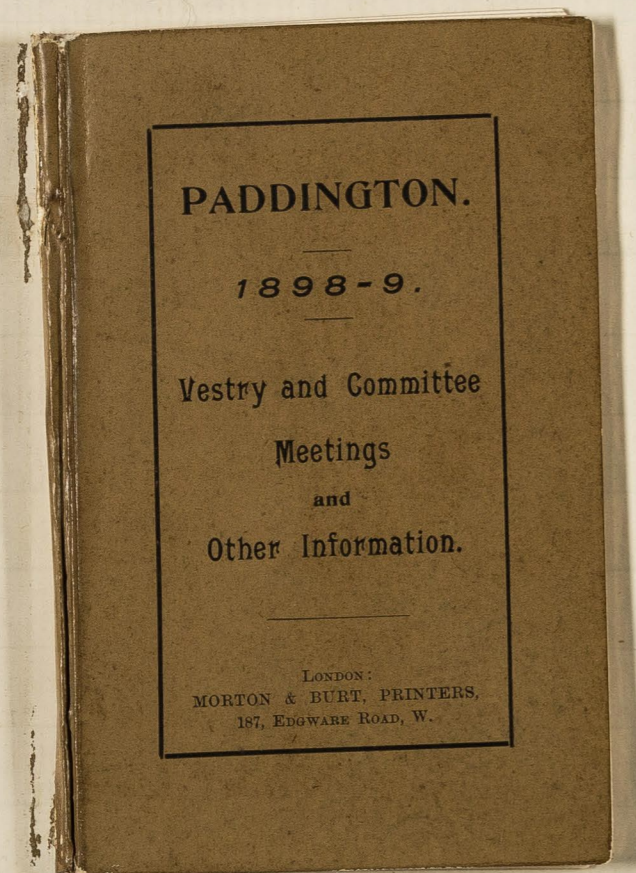 PADDINGTON.
1898-9.
Vestry and Committee
Meetings
and
Other Information.
London:
MORTON & BURT, PRINTERS,
187, Edgware Road, W.